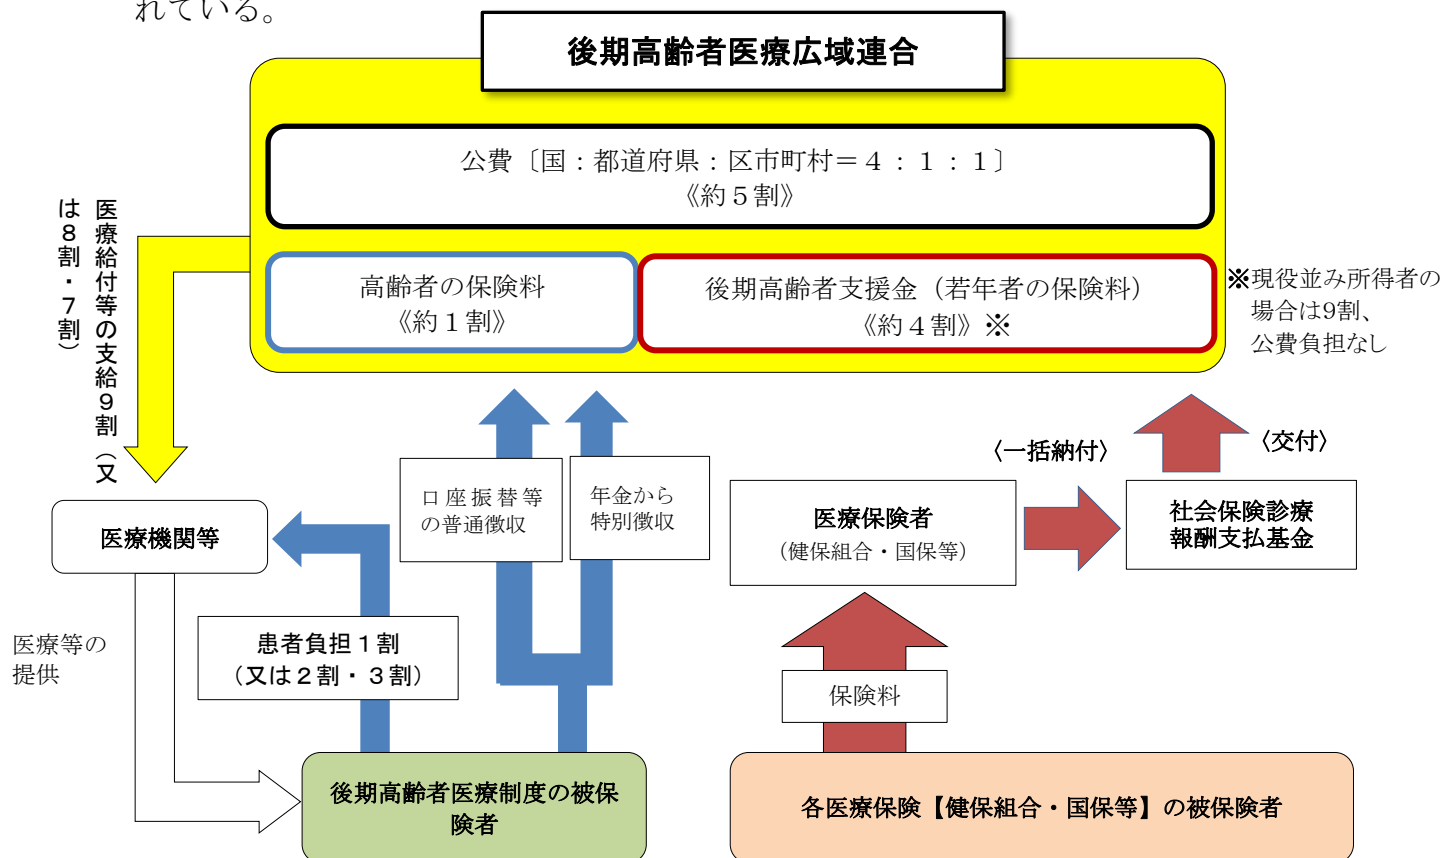 れている。
後期高齢者医療広域連合
公費〔国：都道府県：区市町村＝４：１：１〕
《約５割》
高齢者の保険料
《約１割》
後期高齢者支援金（若年者の保険料）
《約４割》※
※現役並み所得者の
場合は9割、
公費負担なし
医療給付等の支給９割（又
は８割・７割）
口座振替等
の普通徴収
年金から
特別徴収
〈一括納付〉
〈交付〉
医療機関等
医療保険者
（健保組合・国保等）
社会保険診療
報酬支払基金
医療等の
提供
患者負担１割
（又は２割・３割）
保険料
後期高齢者医療制度の被保
険者
各医療保険【健保組合・国保等】の被保険者